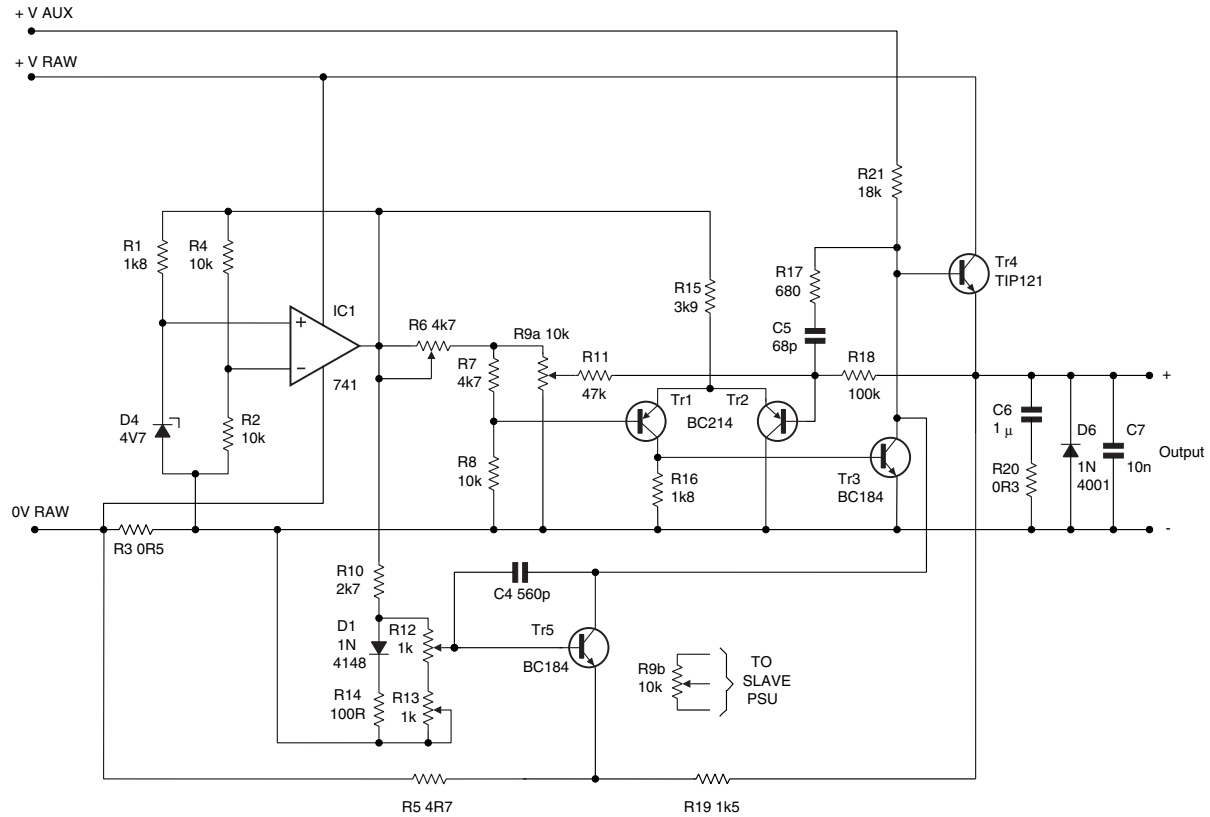 + V AUX
+ V RAW
R21
18k
R1
1k8
R4
10k
Tr4
TIP121
R17
680
R15
3k9
IC1
+
R6 4k7
R9a 10k
C5
68p
R7
4k7
R11
47k
R18
100k
−
741
+
Tr1
Tr2
BC214
D4
4V7
R2
10k
C6
1 µ
D6
1N
4001
C7
10n
Output
R8
10k
R16
1k8
Tr3
BC184
R20
0R3
0V RAW
-
R3 0R5
R10
2k7
C4 560p
D1
1N
4148
R12
1k
Tr5
BC184
R9b
10k
TO
SLAVE
PSU
R14
100R
R13
1k
R5 4R7
R19 1k5